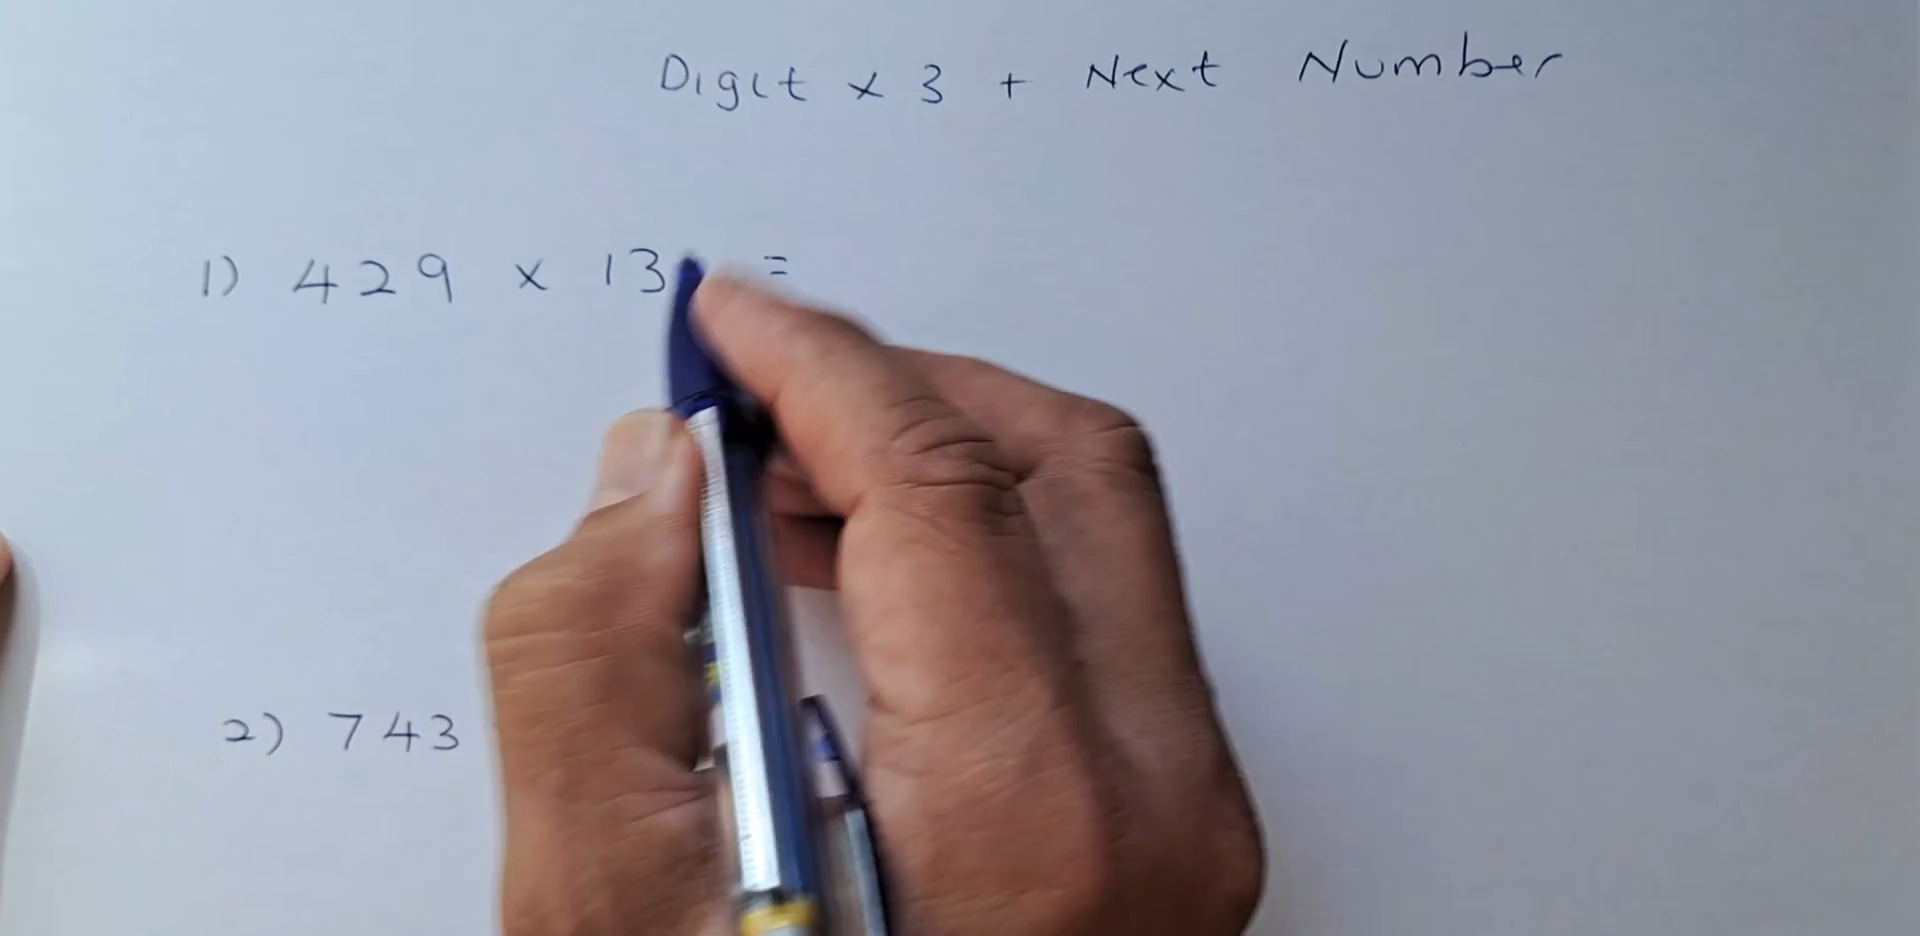 Digit x 3 + Next Number
1) 429 x 13 =
2) 743